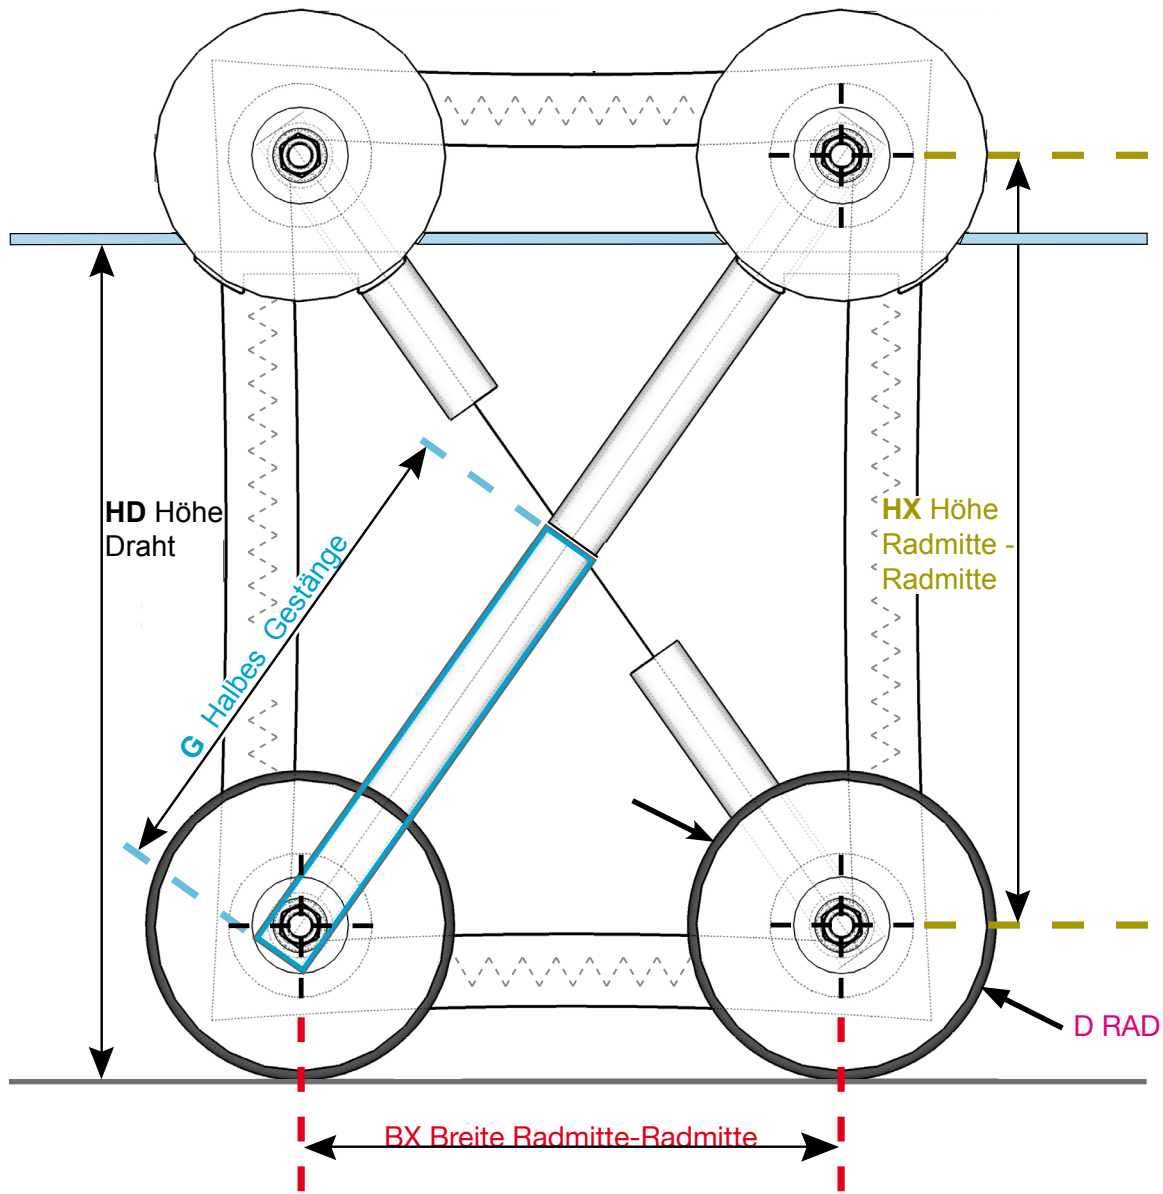 HD Höhe
Draht
G Halbes Gestänge
HX Höhe
Radmitte -
Radmitte
D RAD
BX Breite Radmitte-Radmitte